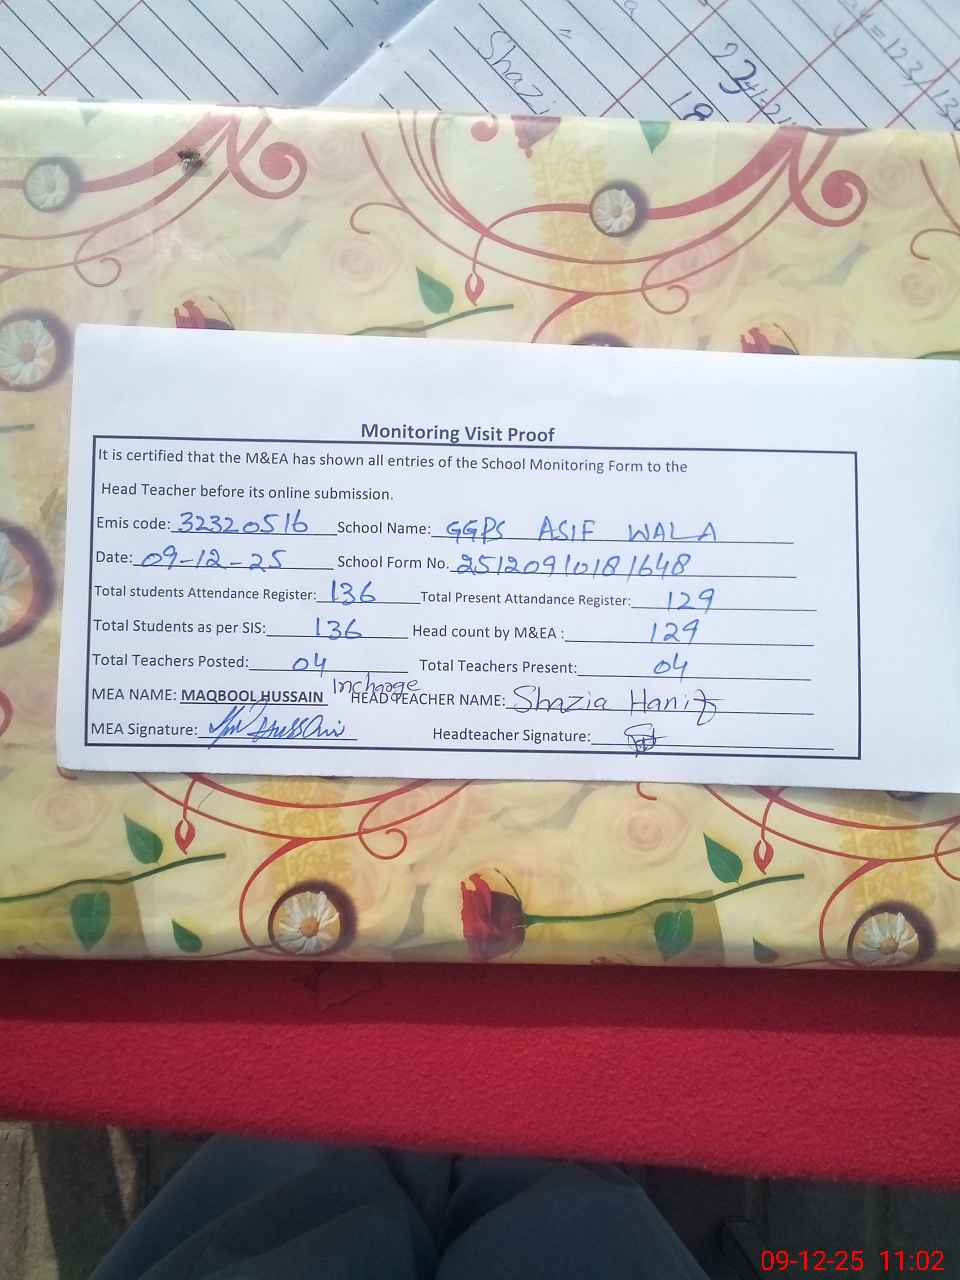 Shazi
Monitoring Visit Proof
It is certified that the M&EA has shown all entries of the School Monitoring Form to the
Head Teacher before its online submission.
Emis code: 32320516 School Name: GGPS ASIF WALA
Date: 09-12-25 School Form No. 25120910181648
Total students Attendance Register: 136 Total Present Attandance Register: 129
Total Students as per SIS: 136 Head count by M&EA : 129
Total Teachers Posted: 04 Total Teachers Present: 04
MEA NAME: MAQBOOL HUSSAIN Incharge HEAD TEACHER NAME: Shazia Hanif
MEA Signature: Hussain Headteacher Signature:
09-12-25 11:02